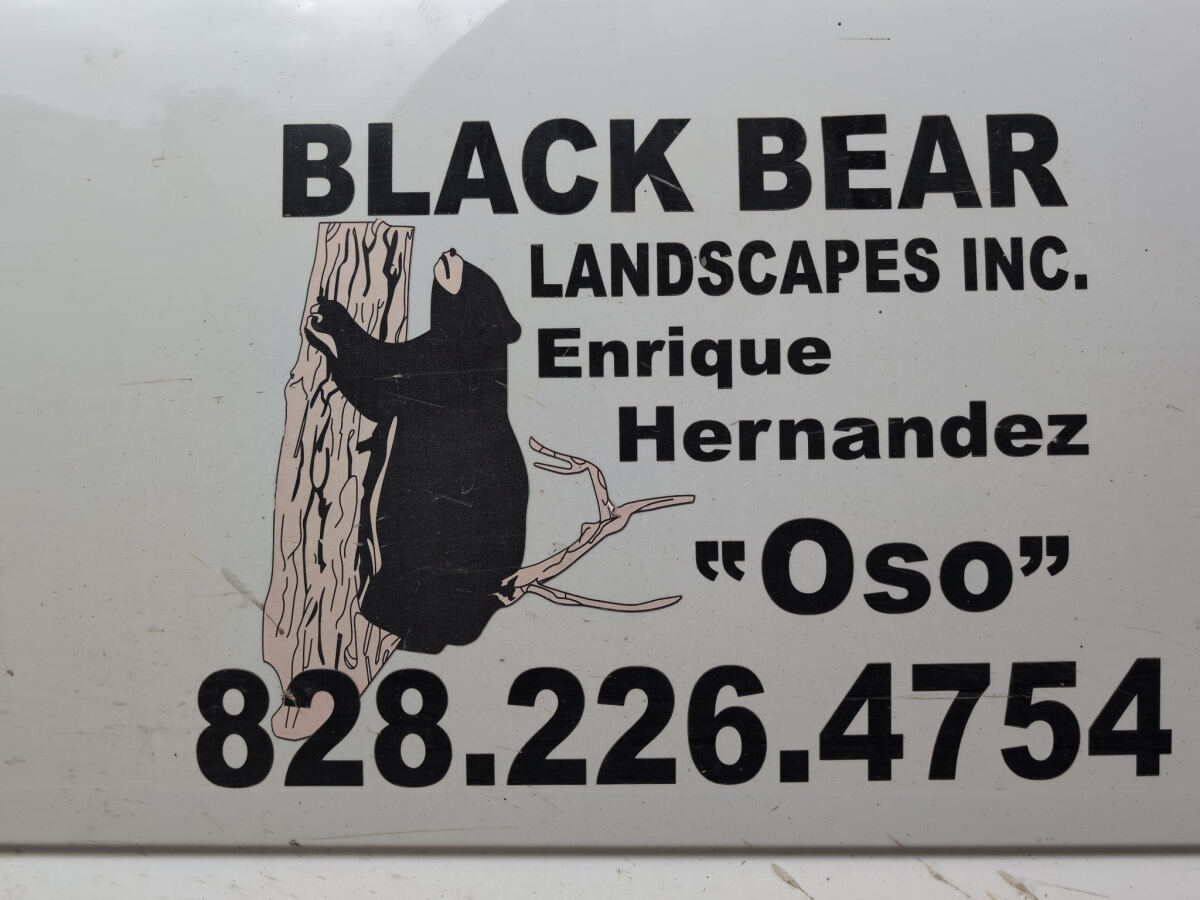 BLACK BEAR
LANDSCAPES INC.
Enrique
Hernandez
"Oso"
828.226.4754